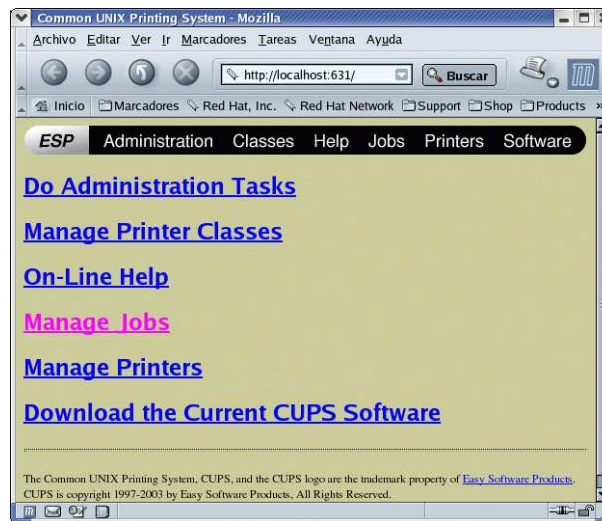 Common UNIX Printing System - Mozilla
Archivo Editar Ver Ir Marcadores Tareas Ventana Ayuda
http://localhost:631/ Buscar
Inicio Marcadores Red Hat, Inc. Red Hat Network Support Shop Products »
ESP Administration Classes Help Jobs Printers Software
Do Administration Tasks
Manage Printer Classes
On-Line Help
Manage Jobs
Manage Printers
Download the Current CUPS Software
The Common UNIX Printing System, CUPS, and the CUPS logo are the trademark property of Easy Software Products.
CUPS is copyright 1997-2003 by Easy Software Products, All Rights Reserved.